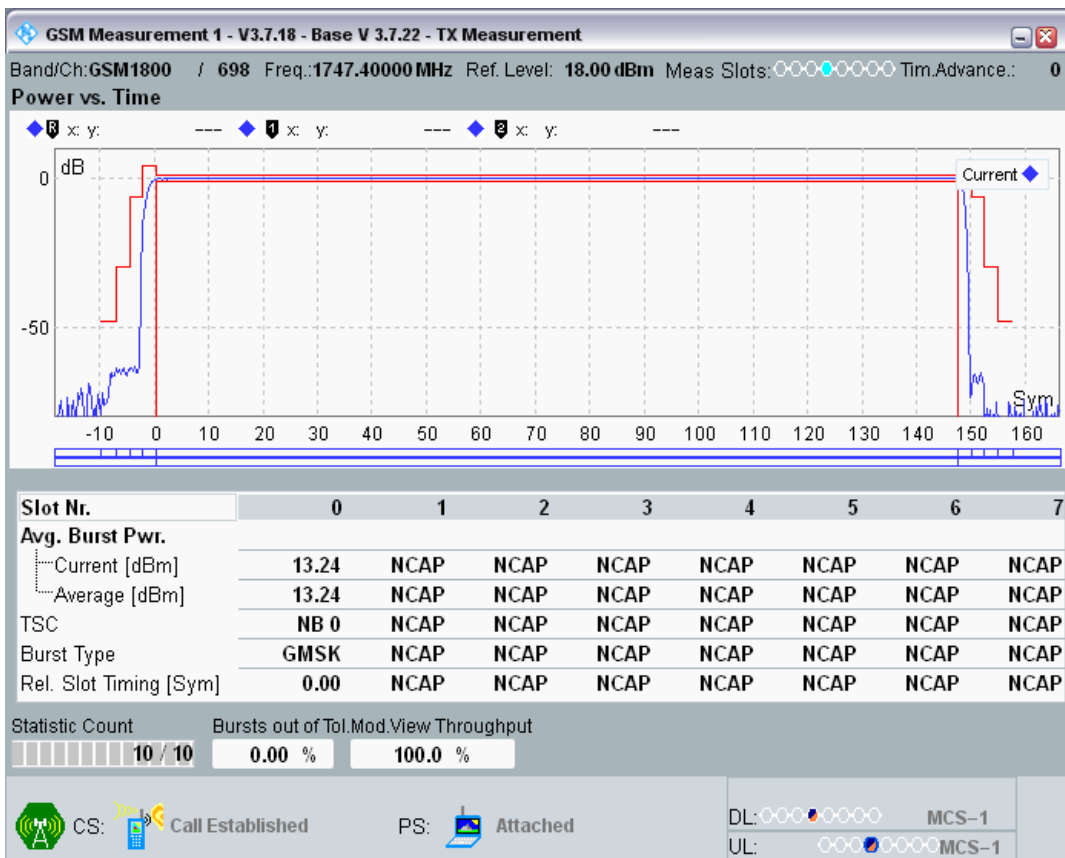 GSM Measurement 1 - V3.7.18 - Base V 3.7.22 - TX Measurement
Band/Ch:GSM1800 / 698 Freq.:1747.40000 MHz Ref. Level: 18.00 dBm Meas Slots: Tim.Advance.: 0
Power vs. Time
R x: y: --- 1 x: y: --- 2 x: y: ---
dB
Current
0
-50
Sym
-10 0 10 20 30 40 50 60 70 80 90 100 110 120 130 140 150 160
Slot Nr. 0 1 2 3 4 5 6 7
Avg. Burst Pwr.
Current [dBm] 13.24 NCAP NCAP NCAP NCAP NCAP NCAP NCAP
Average [dBm] 13.24 NCAP NCAP NCAP NCAP NCAP NCAP NCAP
TSC NB 0 NCAP NCAP NCAP NCAP NCAP NCAP NCAP
Burst Type GMSK NCAP NCAP NCAP NCAP NCAP NCAP NCAP
Rel. Slot Timing [Sym] 0.00 NCAP NCAP NCAP NCAP NCAP NCAP NCAP
Statistic Count Bursts out of Tol.Mod.View Throughput
10 / 10 0.00 % 100.0 %
CS: Call Established PS: Attached
DL: MCS-1
UL: MCS-1